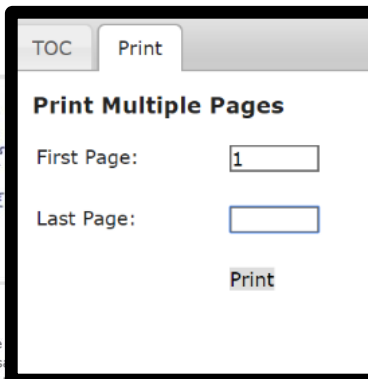 TOC Print
Print Multiple Pages
First Page: 1
Last Page:
Print